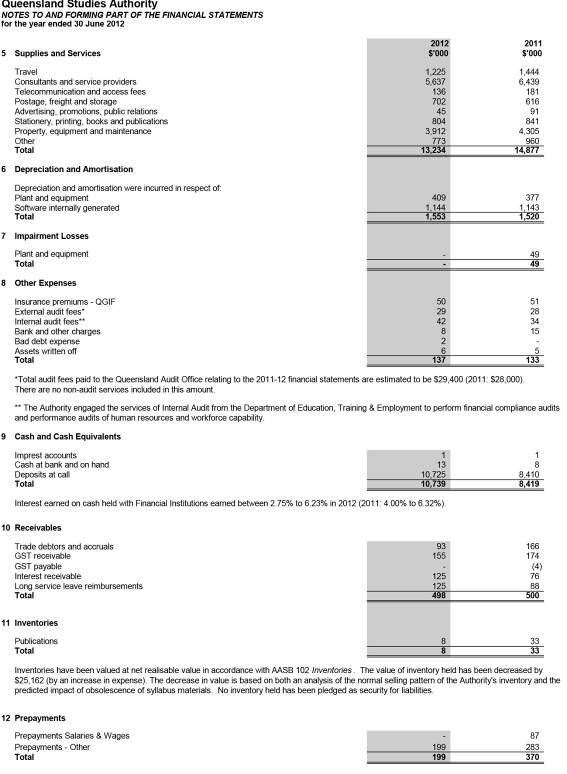 Queensland Studies Authority
NOTES TO AND FORMING PART OF THE FINANCIAL STATEMENTS
for the year ended 30 June 2012
2012 2011
5 Supplies and Services $'000 $'000
Travel 1,225 1,444
Consultants and service providers 5,637 6,439
Telecommunication and access fees 136 181
Postage, freight and storage 702 616
Advertising, promotions, public relations 45 91
Stationery, printing, books and publications 804 841
Property, equipment and maintenance 3,912 4,305
Other 773 960
Total 13,234 14,877
6 Depreciation and Amortisation
Depreciation and amortisation were incurred in respect of:
Plant and equipment 409 377
Software internally generated 1,144 1,143
Total 1,553 1,520
7 Impairment Losses
Plant and equipment - 49
Total - 49
8 Other Expenses
Insurance premiums - QGIF 50 51
External audit fees* 29 28
Internal audit fees** 42 34
Bank and other charges 8 15
Bad debt expense 2 -
Assets written off 6 5
Total 137 133
*Total audit fees paid to the Queensland Audit Office relating to the 2011-12 financial statements are estimated to be $29,400 (2011: $28,000).
There are no non-audit services included in this amount.
** The Authority engaged the services of Internal Audit from the Department of Education, Training & Employment to perform financial compliance audits
and performance audits of human resources and workforce capability.
9 Cash and Cash Equivalents
Imprest accounts 1 1
Cash at bank and on hand 13 8
Deposits at call 10,725 8,410
Total 10,739 8,419
Interest earned on cash held with Financial Institutions earned between 2.75% to 6.23% in 2012 (2011: 4.00% to 6.32%).
10 Receivables
Trade debtors and accruals 93 166
GST receivable 155 174
GST payable - (4)
Interest receivable 125 76
Long service leave reimbursements 125 88
Total 498 500
11 Inventories
Publications 8 33
Total 8 33
Inventories have been valued at net realisable value in accordance with AASB 102 Inventories . The value of inventory held has been decreased by
$25,162 (by an increase in expense). The decrease in value is based on both an analysis of the normal selling pattern of the Authority's inventory and the
predicted impact of obsolescence of syllabus materials. No inventory held has been pledged as security for liabilities.
12 Prepayments
Prepayments Salaries & Wages - 87
Prepayments - Other 199 283
Total 199 370